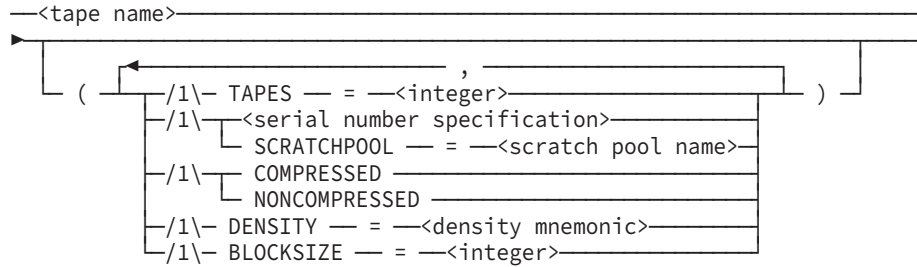 <tape name>
,
( /1\ TAPES = <integer> )
/1\ <serial number specification>
SCRATCHPOOL = <scratch pool name>
/1\ COMPRESSED
NONCOMPRESSED
/1\ DENSITY = <density mnemonic>
/1\ BLOCKSIZE = <integer>